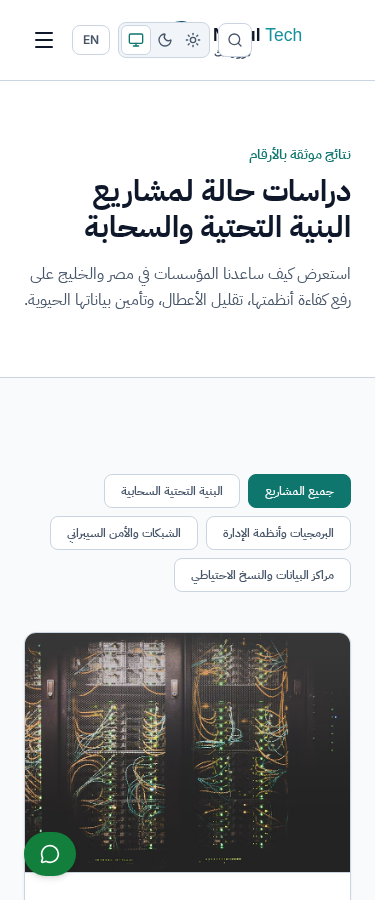 Tech
EN
نتائج موثقة بالأرقام
دراسات حالة لمشاريع
البنية التحتية والسحابة
استعرض كيف ساعدنا المؤسسات في مصر والخليج على
رفع كفاءة أنظمتها، تقليل الأعطال، وتأمين بياناتها الحيوية.
جميع المشاريع
البنية التحتية السحابية
البرمجيات وأنظمة الإدارة
الشبكات والأمن السيبراني
مراكز البيانات والنسخ الاحتياطي